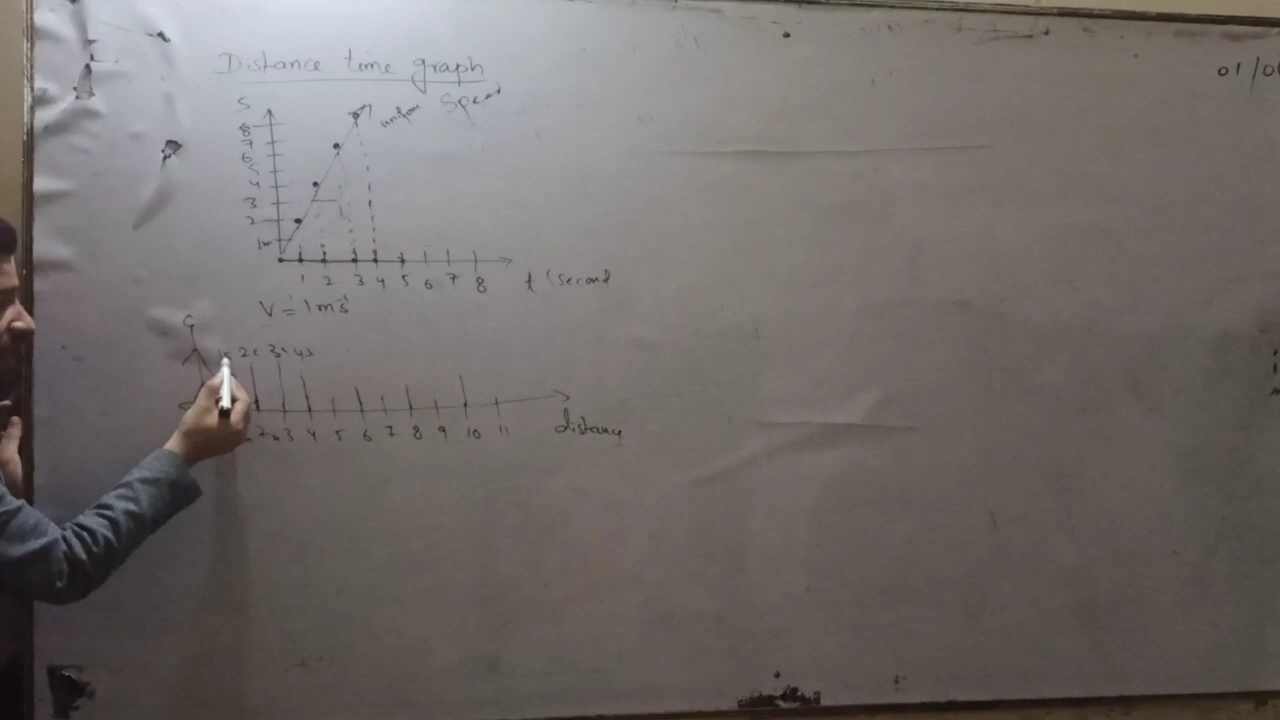 Distance time graph
01/0
S
uniform Speed
8
7
6
5
4
3
2
1m
1 2 3 4 5 6 7 8 t (second
V = 1ms⁻¹
2s 3s 4s
3 4 5 6 7 8 9 10 11